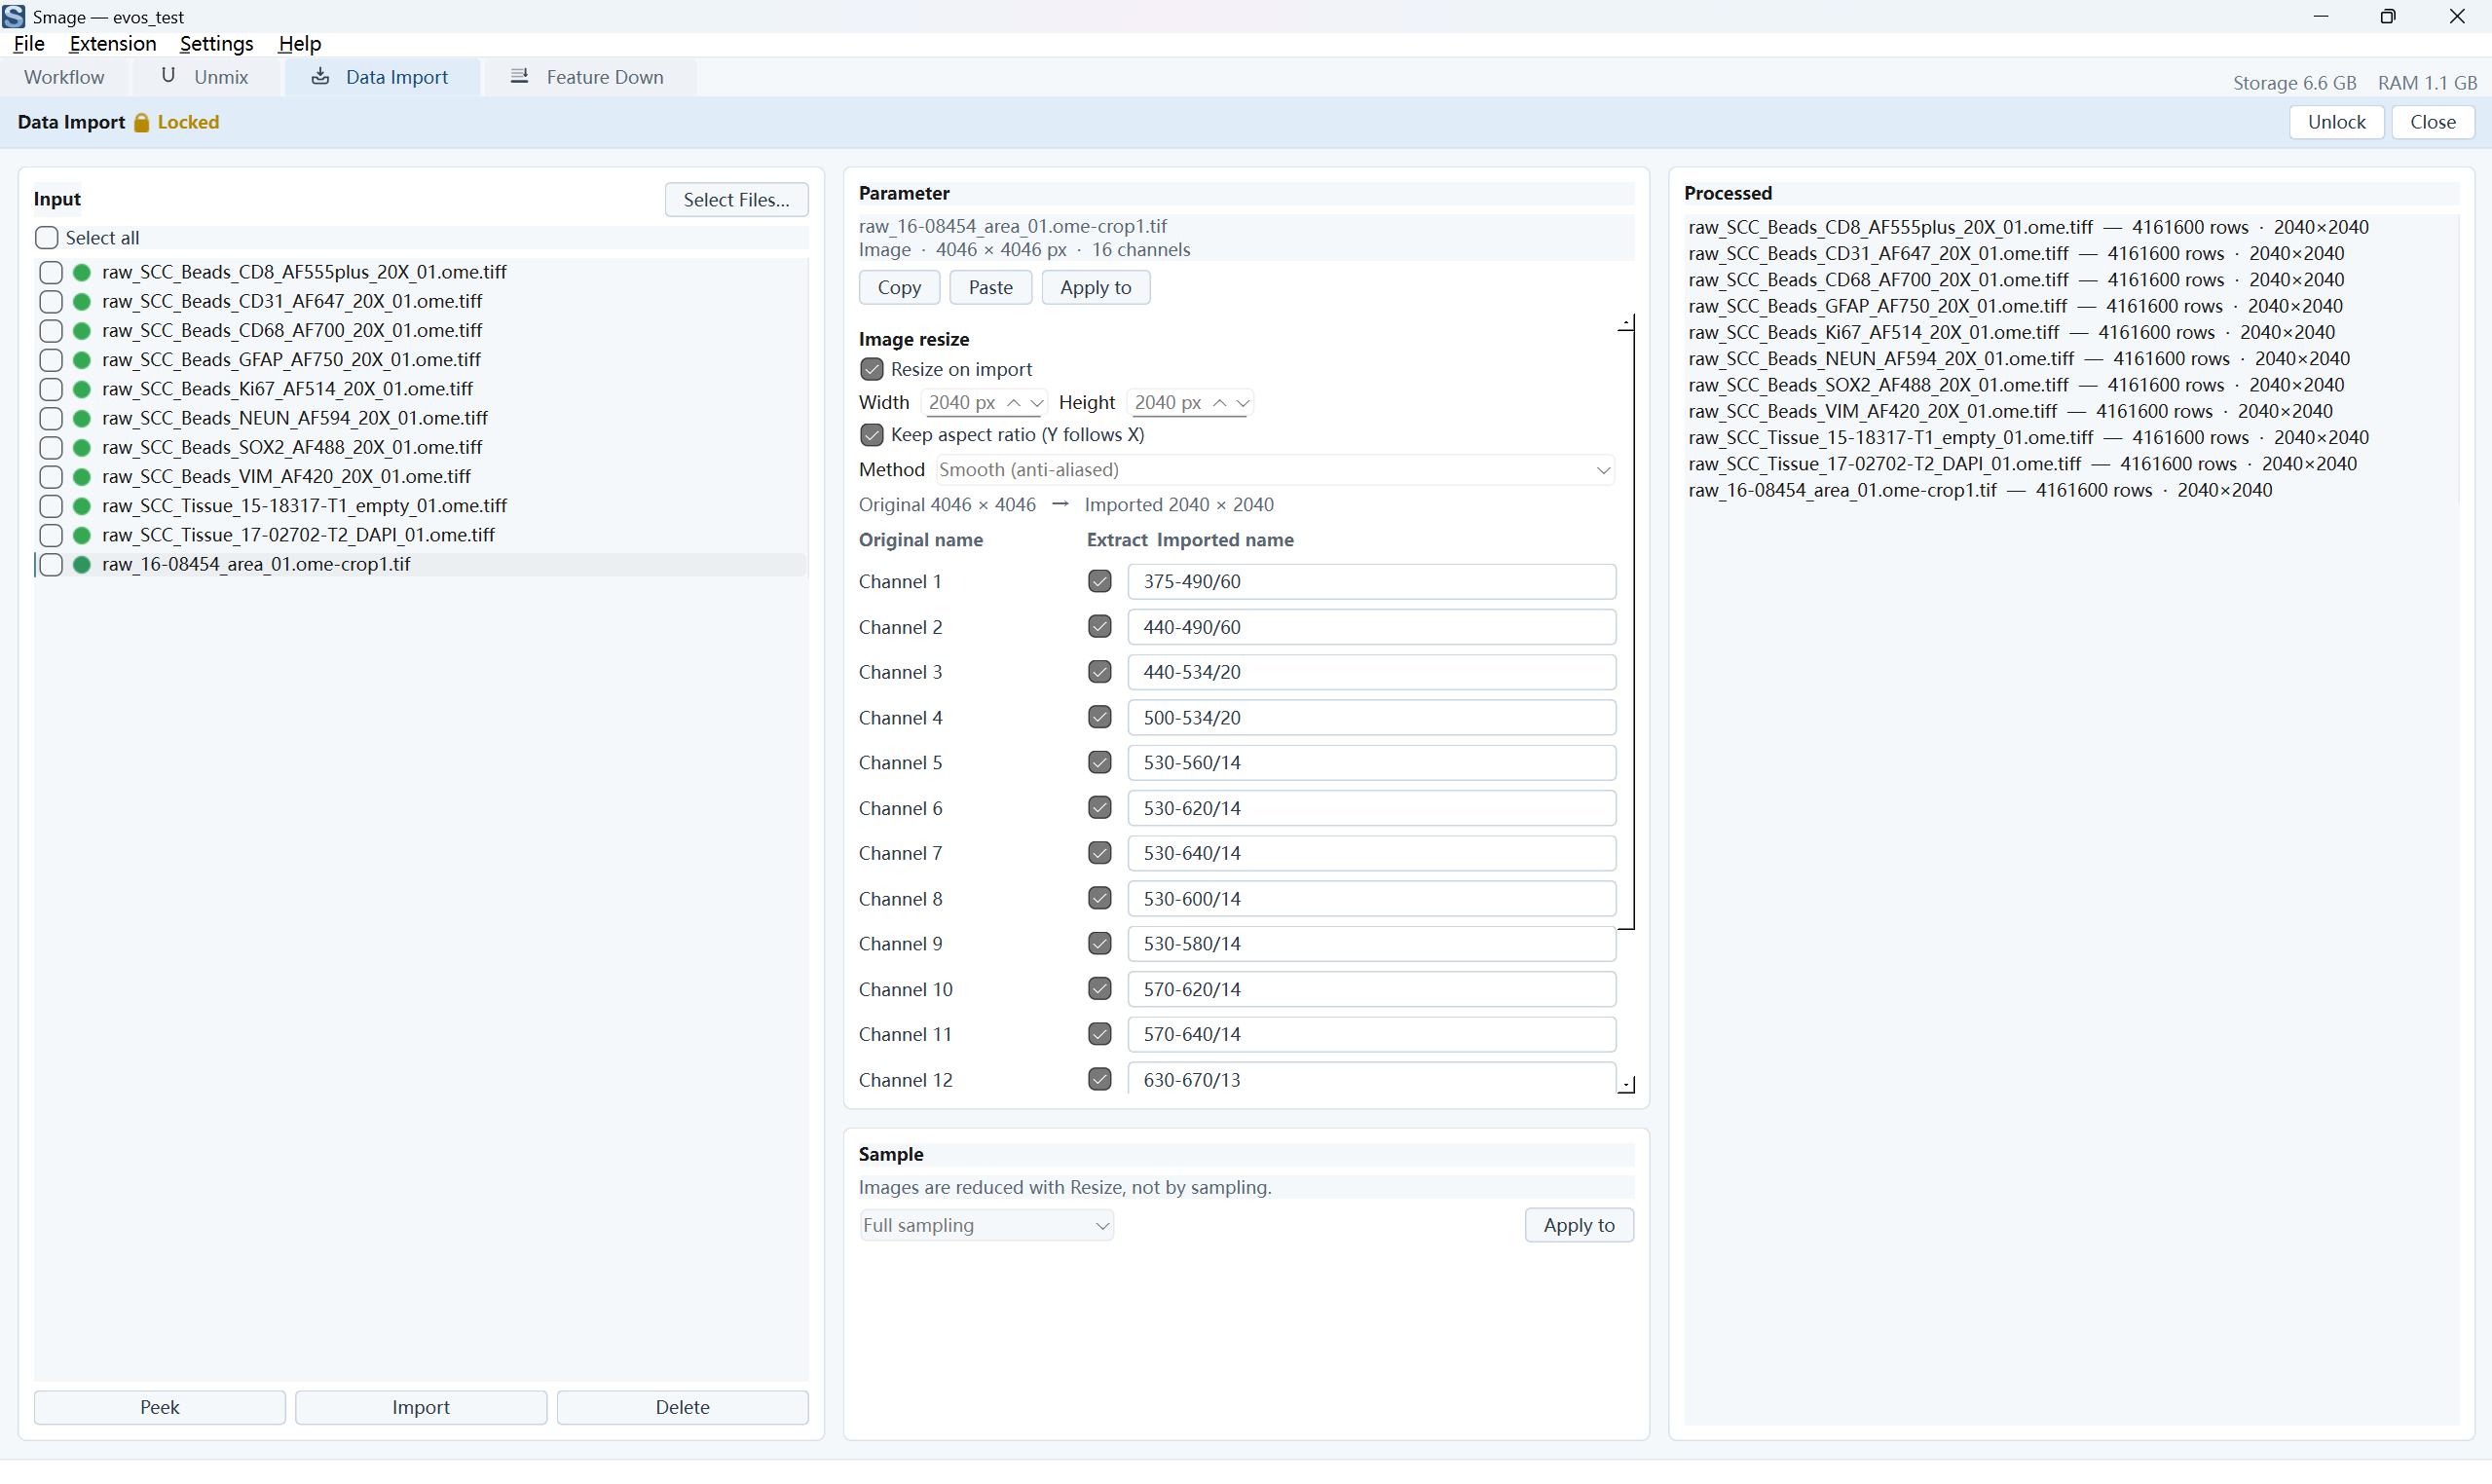 Smage — evos_test
File Extension Settings Help
Workflow Unmix Data Import Feature Down
Storage 6.6 GB RAM 1.1 GB
Data Import Locked
Unlock Close
Input
Select Files...
Select all
raw_SCC_Beads_CD8_AF555plus_20X_01.ome.tiff
raw_SCC_Beads_CD31_AF647_20X_01.ome.tiff
raw_SCC_Beads_CD68_AF700_20X_01.ome.tiff
raw_SCC_Beads_GFAP_AF750_20X_01.ome.tiff
raw_SCC_Beads_Ki67_AF514_20X_01.ome.tiff
raw_SCC_Beads_NEUN_AF594_20X_01.ome.tiff
raw_SCC_Beads_SOX2_AF488_20X_01.ome.tiff
raw_SCC_Beads_VIM_AF420_20X_01.ome.tiff
raw_SCC_Tissue_15-18317-T1_empty_01.ome.tiff
raw_SCC_Tissue_17-02702-T2_DAPI_01.ome.tiff
raw_16-08454_area_01.ome-crop1.tif
Peek Import Delete
Parameter
raw_16-08454_area_01.ome-crop1.tif
Image · 4046 × 4046 px · 16 channels
Copy Paste Apply to
Image resize
Resize on import
Width 2040 px Height 2040 px
Keep aspect ratio (Y follows X)
Method Smooth (anti-aliased)
Original 4046 × 4046 → Imported 2040 × 2040
Original name Extract Imported name
Channel 1 375-490/60
Channel 2 440-490/60
Channel 3 440-534/20
Channel 4 500-534/20
Channel 5 530-560/14
Channel 6 530-620/14
Channel 7 530-640/14
Channel 8 530-600/14
Channel 9 530-580/14
Channel 10 570-620/14
Channel 11 570-640/14
Channel 12 630-670/13
Sample
Images are reduced with Resize, not by sampling.
Full sampling Apply to
Processed
raw_SCC_Beads_CD8_AF555plus_20X_01.ome.tiff — 4161600 rows · 2040×2040
raw_SCC_Beads_CD31_AF647_20X_01.ome.tiff — 4161600 rows · 2040×2040
raw_SCC_Beads_CD68_AF700_20X_01.ome.tiff — 4161600 rows · 2040×2040
raw_SCC_Beads_GFAP_AF750_20X_01.ome.tiff — 4161600 rows · 2040×2040
raw_SCC_Beads_Ki67_AF514_20X_01.ome.tiff — 4161600 rows · 2040×2040
raw_SCC_Beads_NEUN_AF594_20X_01.ome.tiff — 4161600 rows · 2040×2040
raw_SCC_Beads_SOX2_AF488_20X_01.ome.tiff — 4161600 rows · 2040×2040
raw_SCC_Beads_VIM_AF420_20X_01.ome.tiff — 4161600 rows · 2040×2040
raw_SCC_Tissue_15-18317-T1_empty_01.ome.tiff — 4161600 rows · 2040×2040
raw_SCC_Tissue_17-02702-T2_DAPI_01.ome.tiff — 4161600 rows · 2040×2040
raw_16-08454_area_01.ome-crop1.tif — 4161600 rows · 2040×2040